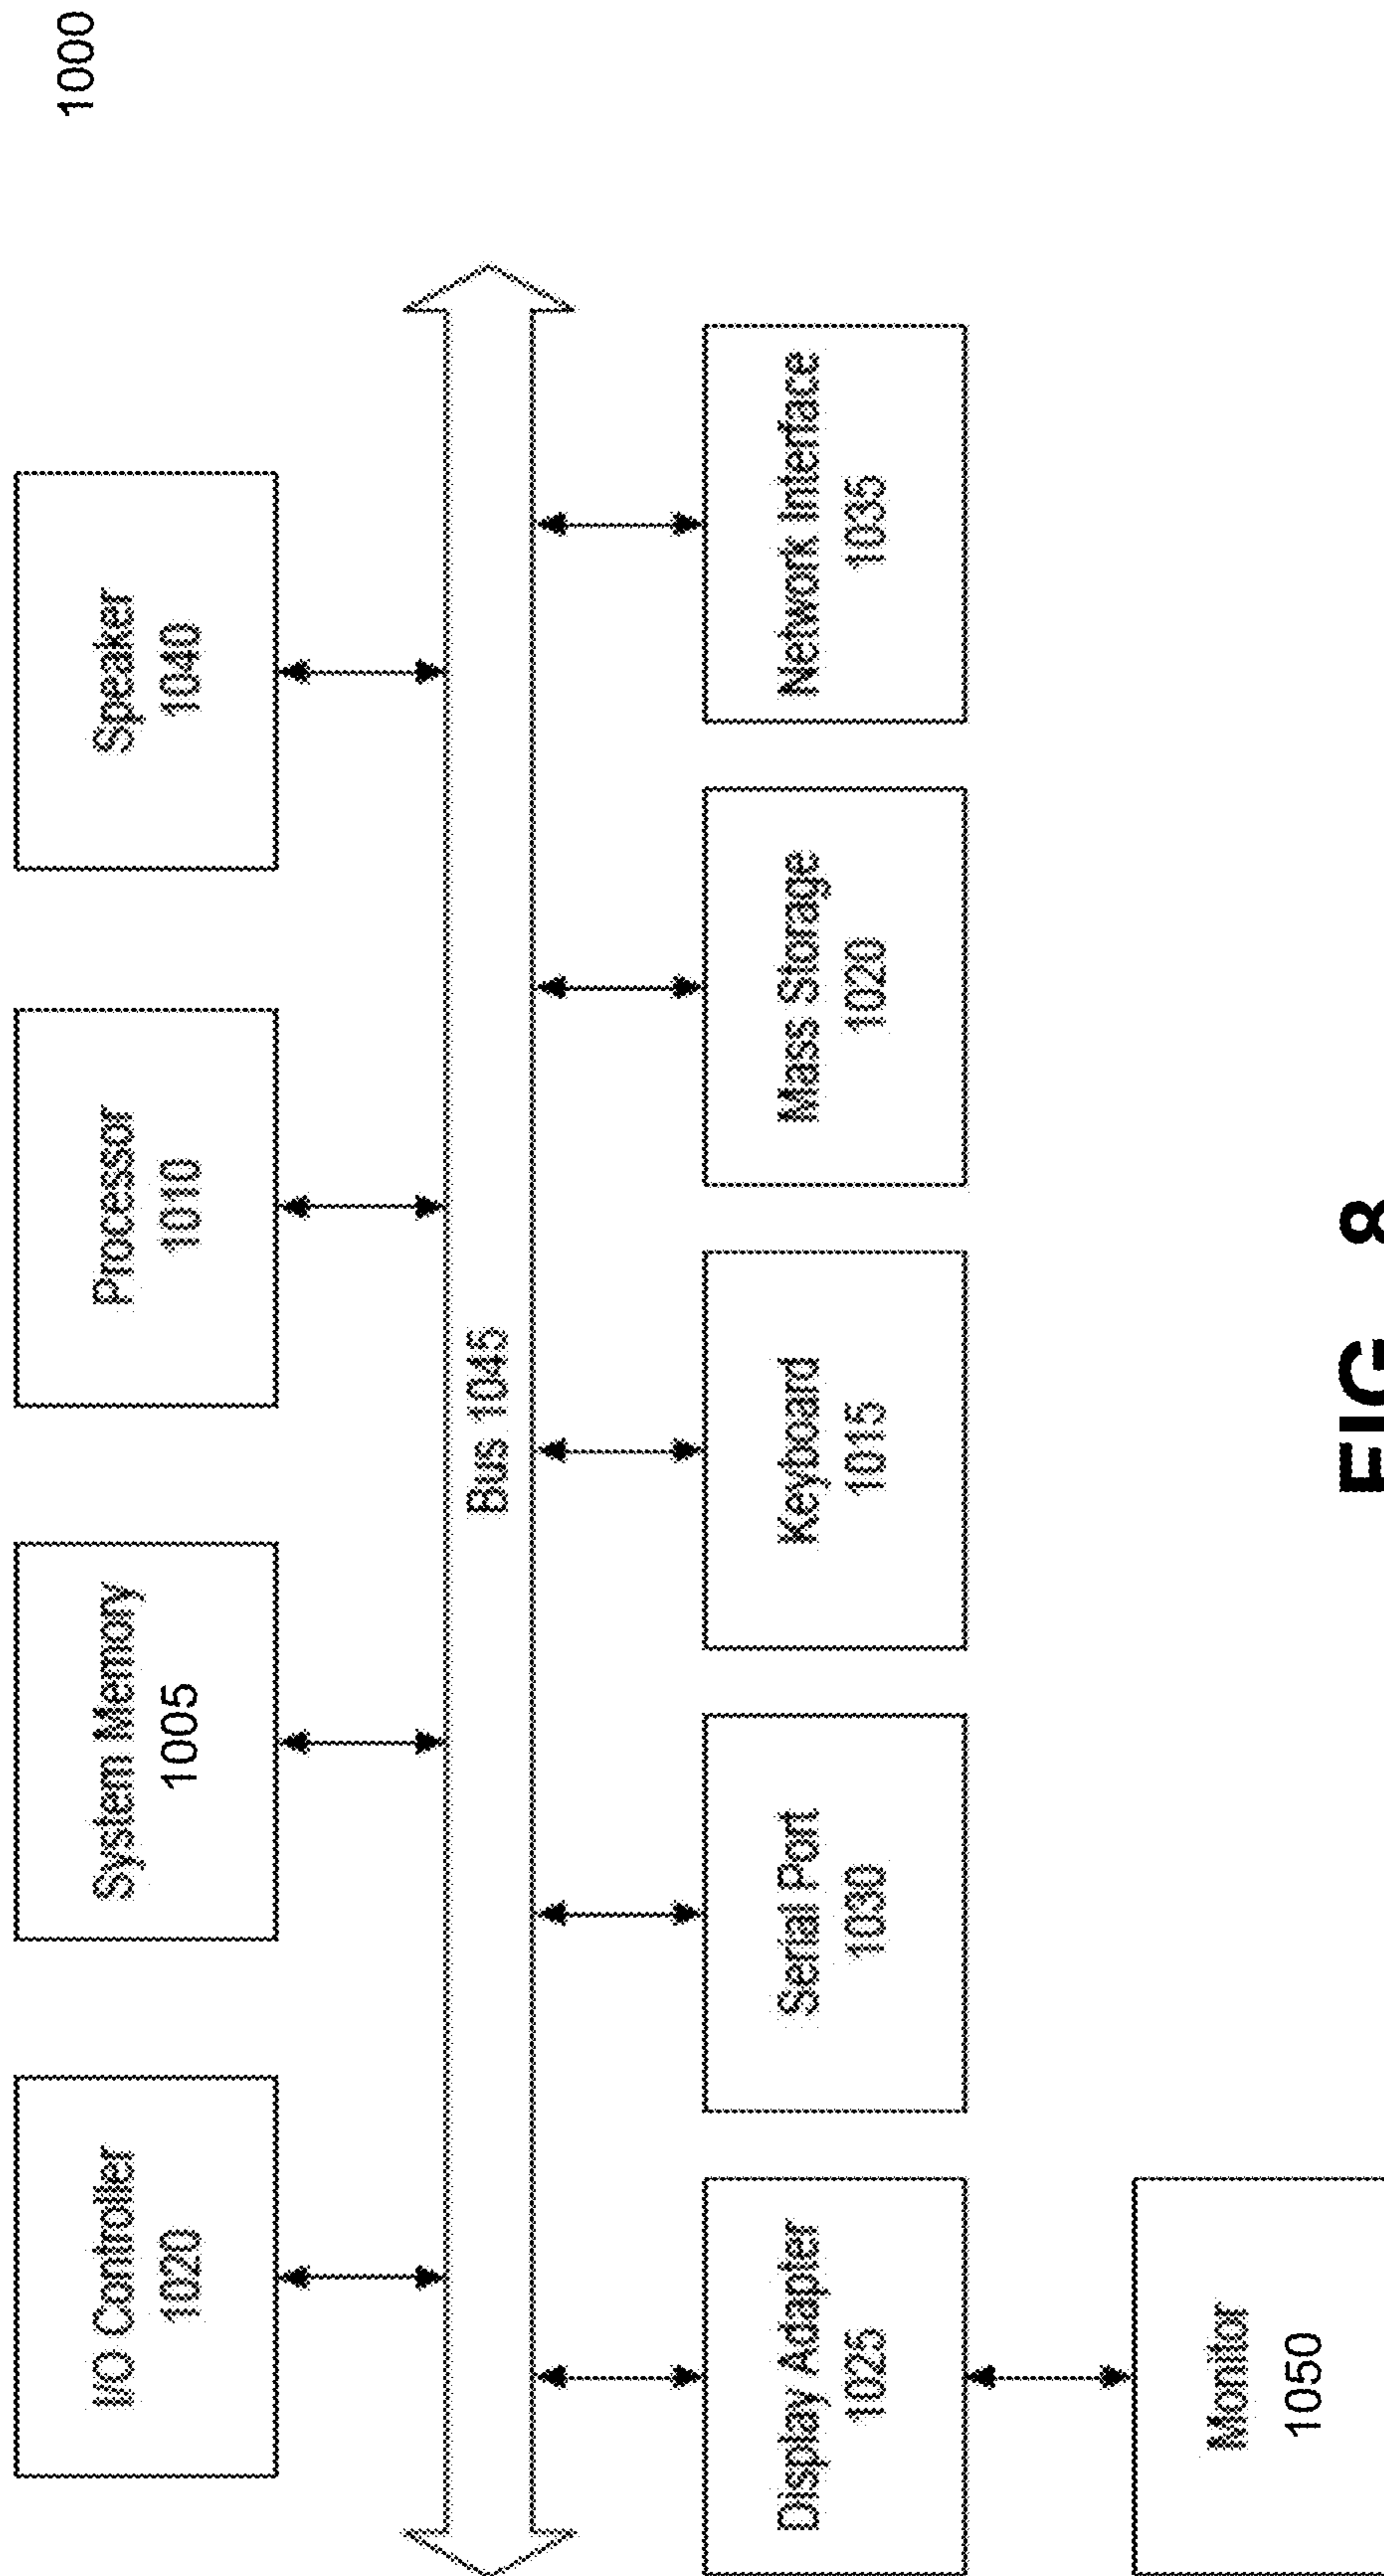 1000
I/O Controller
1020
System Memory
1005
Processor
1010
Speaker
1040
Bus 1045
Display Adapter
1025
Serial Port
1030
Keyboard
1015
Mass Storage
1020
Network Interface
1035
Monitor
1050
FIG. 8